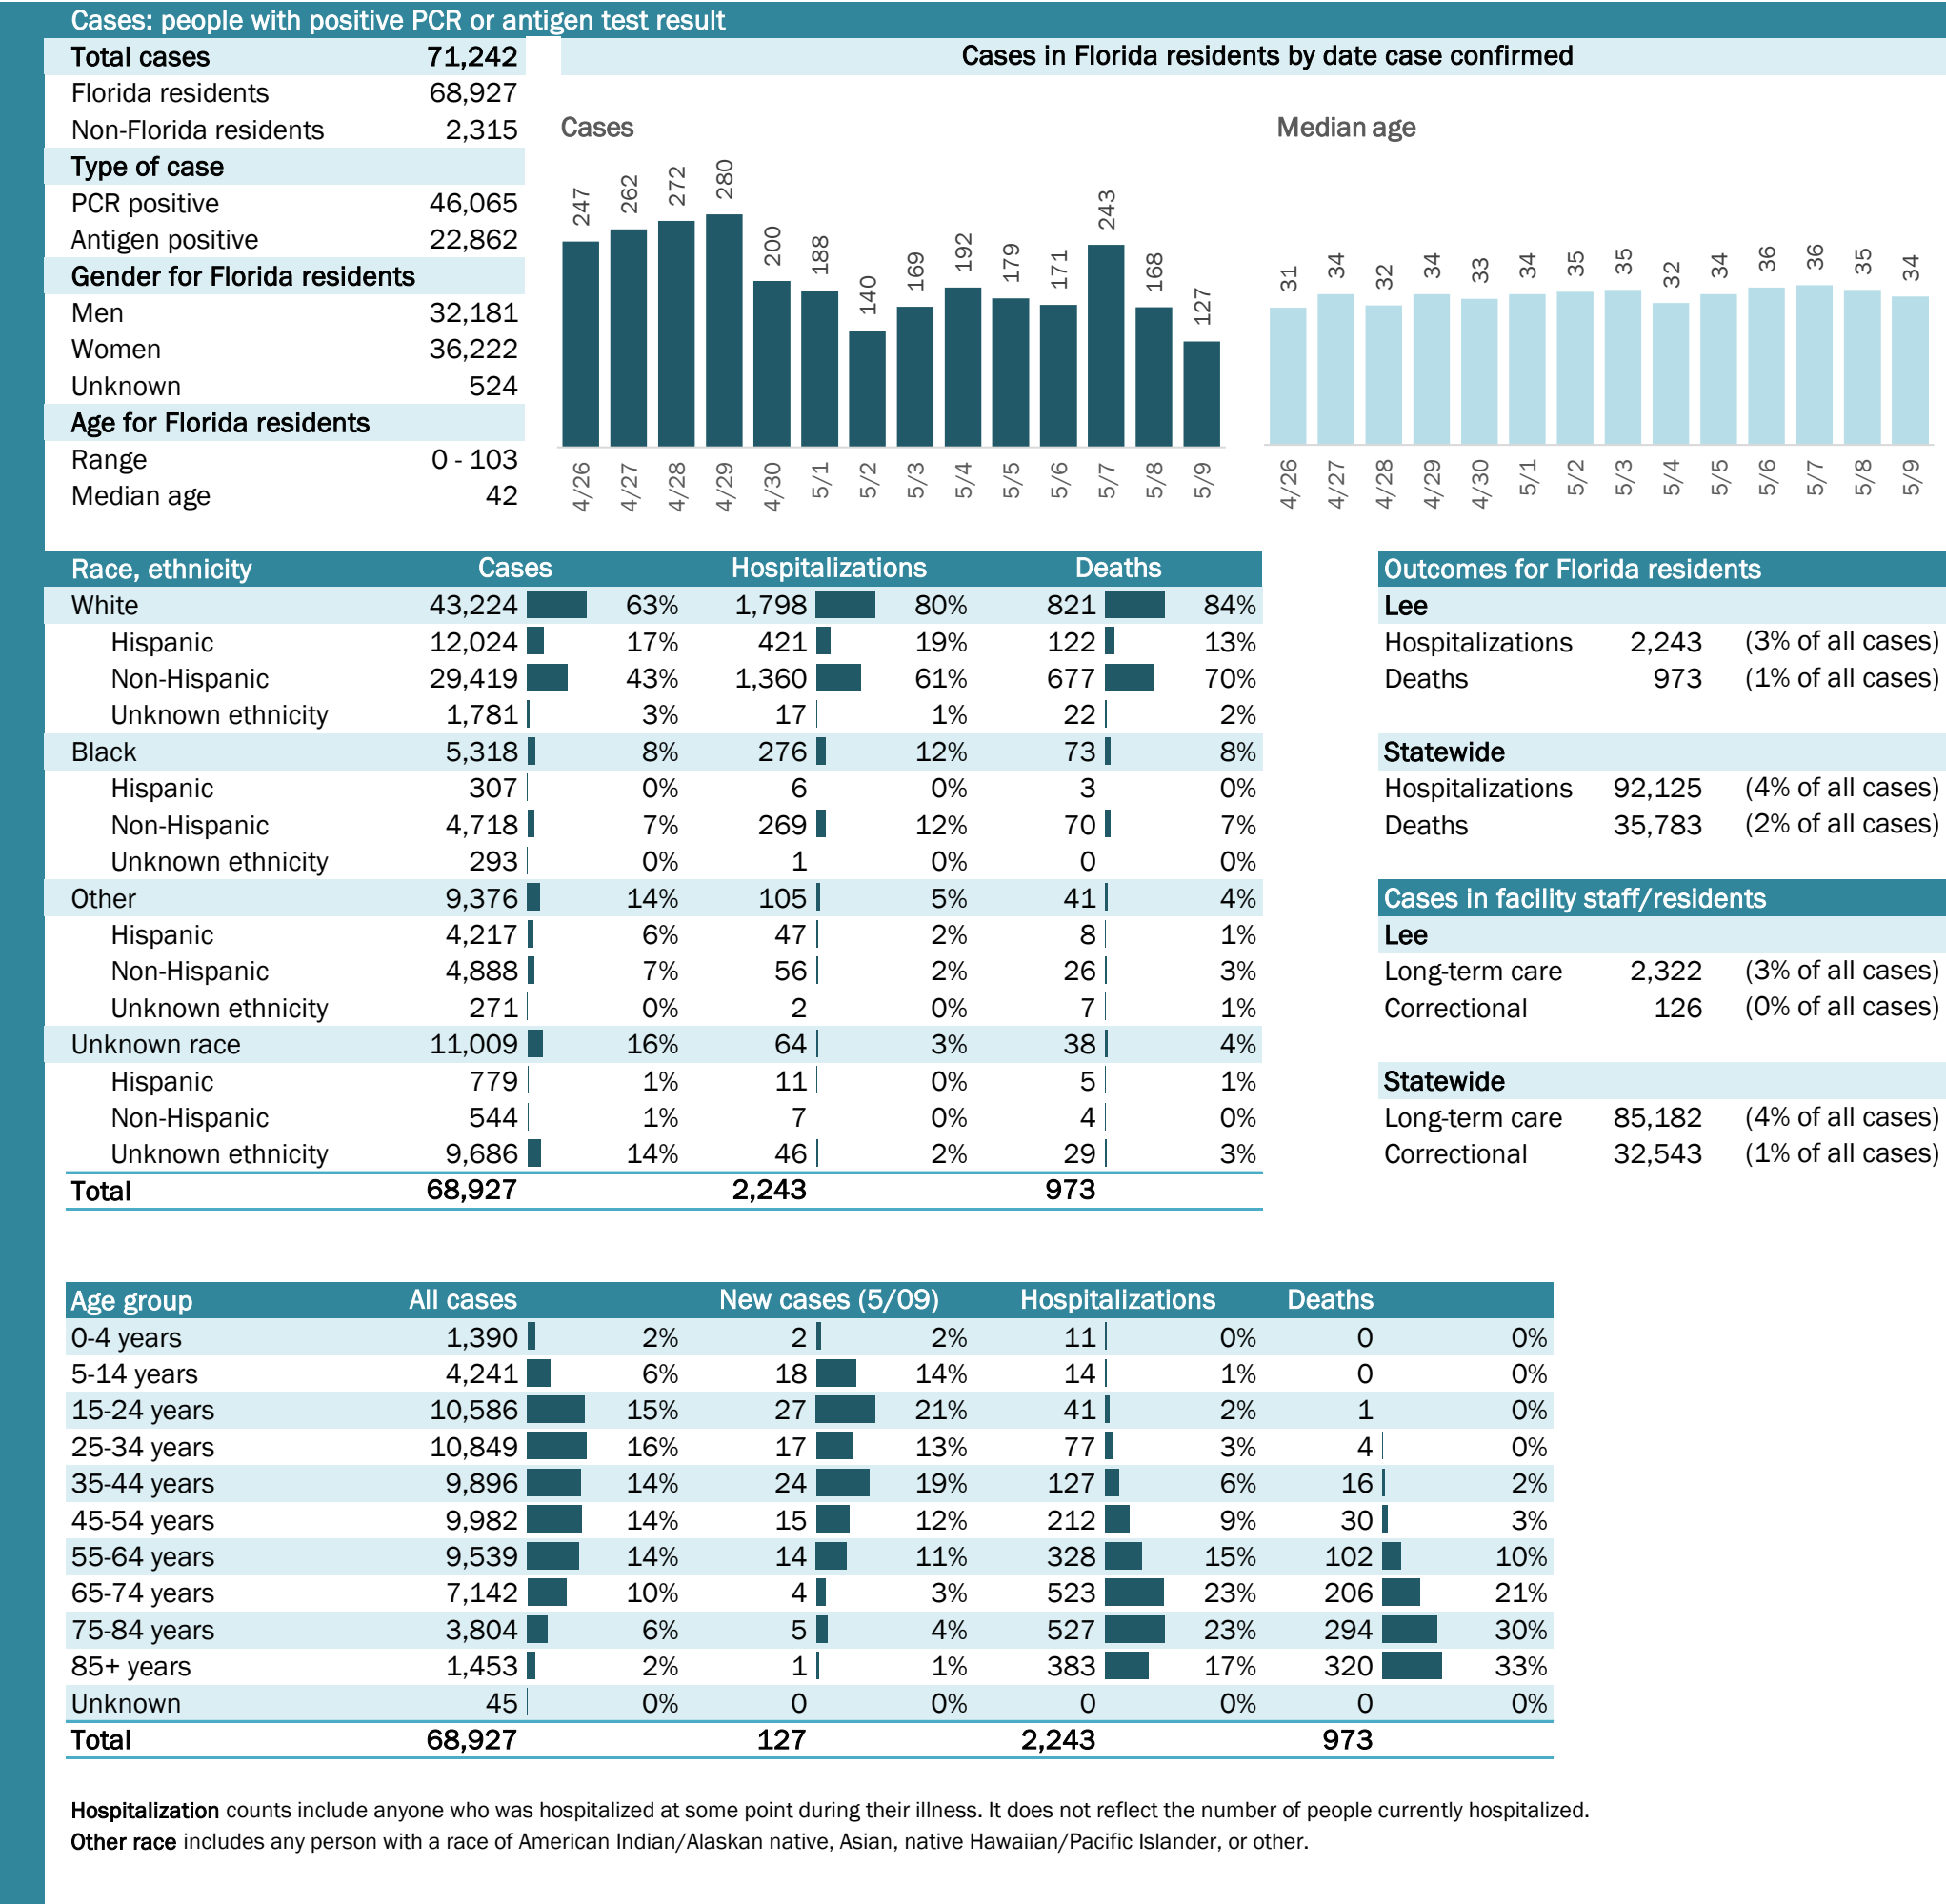 Cases: people with positive PCR or antigen test result
Total cases 71,242
Florida residents 68,927
Non-Florida residents 2,315
Type of case
PCR positive 46,065
Antigen positive 22,862
Gender for Florida residents
Men 32,181
Women 36,222
Unknown 524
Age for Florida residents
Range 0 - 103
Median age 42
Cases in Florida residents by date case confirmed
Cases
247 262 272 280 200 188 140 169 192 179 171 243 168 127
4/26 4/27 4/28 4/29 4/30 5/1 5/2 5/3 5/4 5/5 5/6 5/7 5/8 5/9
Median age
31 34 32 34 33 34 35 35 32 34 36 36 35 34
4/26 4/27 4/28 4/29 4/30 5/1 5/2 5/3 5/4 5/5 5/6 5/7 5/8 5/9
Race, ethnicity Cases Hospitalizations Deaths
White 43,224 63% 1,798 80% 821 84%
Hispanic 12,024 17% 421 19% 122 13%
Non-Hispanic 29,419 43% 1,360 61% 677 70%
Unknown ethnicity 1,781 3% 17 1% 22 2%
Black 5,318 8% 276 12% 73 8%
Hispanic 307 0% 6 0% 3 0%
Non-Hispanic 4,718 7% 269 12% 70 7%
Unknown ethnicity 293 0% 1 0% 0 0%
Other 9,376 14% 105 5% 41 4%
Hispanic 4,217 6% 47 2% 8 1%
Non-Hispanic 4,888 7% 56 2% 26 3%
Unknown ethnicity 271 0% 2 0% 7 1%
Unknown race 11,009 16% 64 3% 38 4%
Hispanic 779 1% 11 0% 5 1%
Non-Hispanic 544 1% 7 0% 4 0%
Unknown ethnicity 9,686 14% 46 2% 29 3%
Total 68,927 2,243 973
Outcomes for Florida residents
Lee
Hospitalizations 2,243 (3% of all cases)
Deaths 973 (1% of all cases)
Statewide
Hospitalizations 92,125 (4% of all cases)
Deaths 35,783 (2% of all cases)
Cases in facility staff/residents
Lee
Long-term care 2,322 (3% of all cases)
Correctional 126 (0% of all cases)
Statewide
Long-term care 85,182 (4% of all cases)
Correctional 32,543 (1% of all cases)
Age group All cases New cases (5/09) Hospitalizations Deaths
0-4 years 1,390 2% 2 2% 11 0% 0 0%
5-14 years 4,241 6% 18 14% 14 1% 0 0%
15-24 years 10,586 15% 27 21% 41 2% 1 0%
25-34 years 10,849 16% 17 13% 77 3% 4 0%
35-44 years 9,896 14% 24 19% 127 6% 16 2%
45-54 years 9,982 14% 15 12% 212 9% 30 3%
55-64 years 9,539 14% 14 11% 328 15% 102 10%
65-74 years 7,142 10% 4 3% 523 23% 206 21%
75-84 years 3,804 6% 5 4% 527 23% 294 30%
85+ years 1,453 2% 1 1% 383 17% 320 33%
Unknown 45 0% 0 0% 0 0% 0 0%
Total 68,927 127 2,243 973
Hospitalization counts include anyone who was hospitalized at some point during their illness. It does not reflect the number of people currently hospitalized.
Other race includes any person with a race of American Indian/Alaskan native, Asian, native Hawaiian/Pacific Islander, or other.